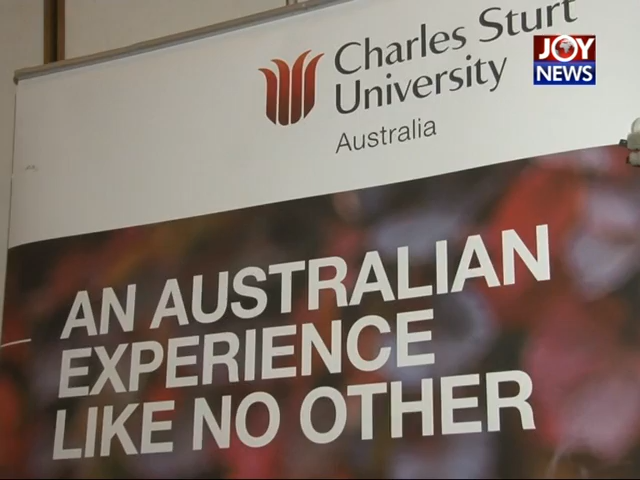 Charles Sturt
University
Australia
JOY
NEWS
AN AUSTRALIAN
EXPERIENCE
LIKE NO OTHER